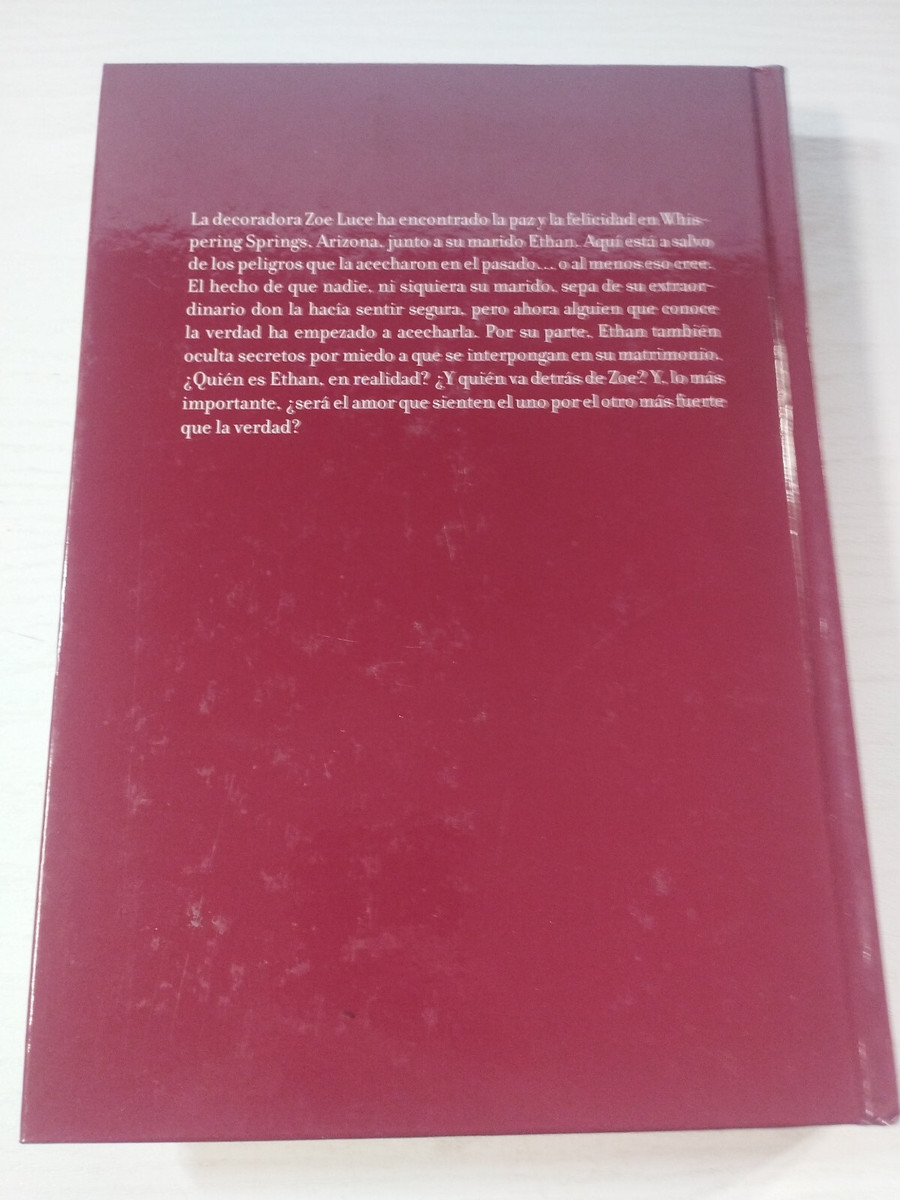 La decoradora Zoe Luce ha encontrado la paz y la felicidad en Whis-
pering Springs, Arizona, junto a su marido Ethan. Aquí está a salvo
de los peligros que la acecharon en el pasado... o al menos eso cree.
El hecho de que nadie, ni siquiera su marido, sepa de su extraor-
dinario don la hacía sentir segura, pero ahora alguien que conoce
la verdad ha empezado a acecharla. Por su parte, Ethan también
oculta secretos por miedo a que se interpongan en su matrimonio.
¿Quién es Ethan, en realidad? ¿Y quién va detrás de Zoe? Y, lo más
importante, ¿será el amor que sienten el uno por el otro más fuerte
que la verdad?